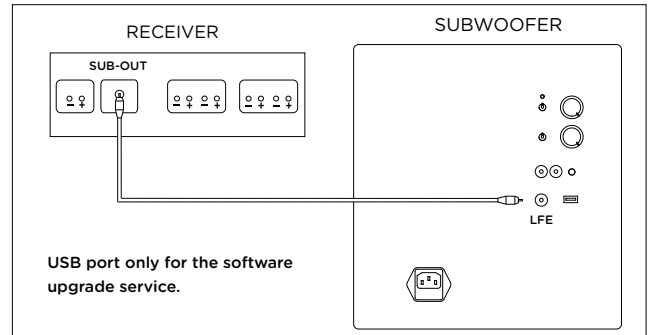 RECEIVER
SUBWOOFER
SUB-OUT
- + 
- + - +
- + - +
LFE
USB port only for the software
upgrade service.